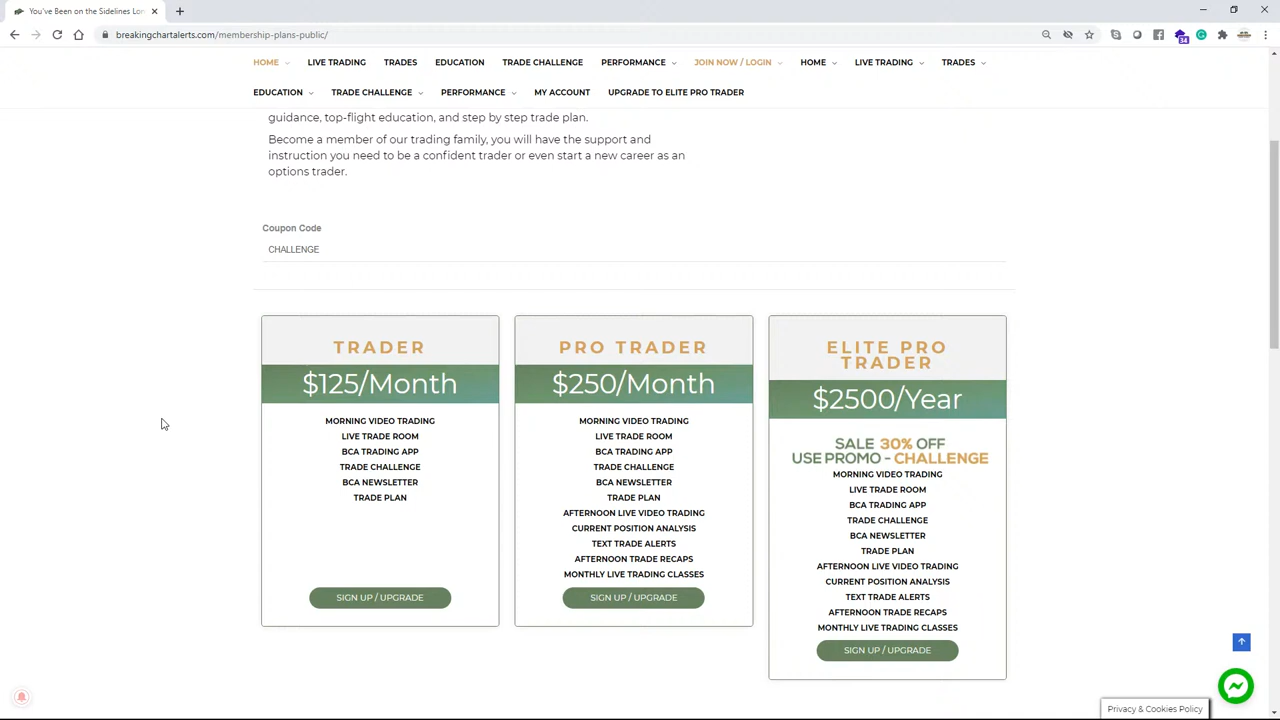 You've Been on the Sidelines Lon
breakingchartalerts.com/membership-plans-public/
34
HOME LIVE TRADING TRADES EDUCATION TRADE CHALLENGE PERFORMANCE JOIN NOW / LOGIN HOME LIVE TRADING TRADES
EDUCATION TRADE CHALLENGE PERFORMANCE MY ACCOUNT UPGRADE TO ELITE PRO TRADER
guidance, top-flight education, and step by step trade plan.
Become a member of our trading family, you will have the support and
instruction you need to be a confident trader or even start a new career as an
options trader.
Coupon Code
CHALLENGE
TRADER
$125/Month
MORNING VIDEO TRADING
LIVE TRADE ROOM
BCA TRADING APP
TRADE CHALLENGE
BCA NEWSLETTER
TRADE PLAN
SIGN UP / UPGRADE
PRO TRADER
$250/Month
MORNING VIDEO TRADING
LIVE TRADE ROOM
BCA TRADING APP
TRADE CHALLENGE
BCA NEWSLETTER
TRADE PLAN
AFTERNOON LIVE VIDEO TRADING
CURRENT POSITION ANALYSIS
TEXT TRADE ALERTS
AFTERNOON TRADE RECAPS
MONTHLY LIVE TRADING CLASSES
SIGN UP / UPGRADE
ELITE PRO
TRADER
$2500/Year
SALE 30% OFF
USE PROMO - CHALLENGE
MORNING VIDEO TRADING
LIVE TRADE ROOM
BCA TRADING APP
TRADE CHALLENGE
BCA NEWSLETTER
TRADE PLAN
AFTERNOON LIVE VIDEO TRADING
CURRENT POSITION ANALYSIS
TEXT TRADE ALERTS
AFTERNOON TRADE RECAPS
MONTHLY LIVE TRADING CLASSES
SIGN UP / UPGRADE
Privacy & Cookies Policy